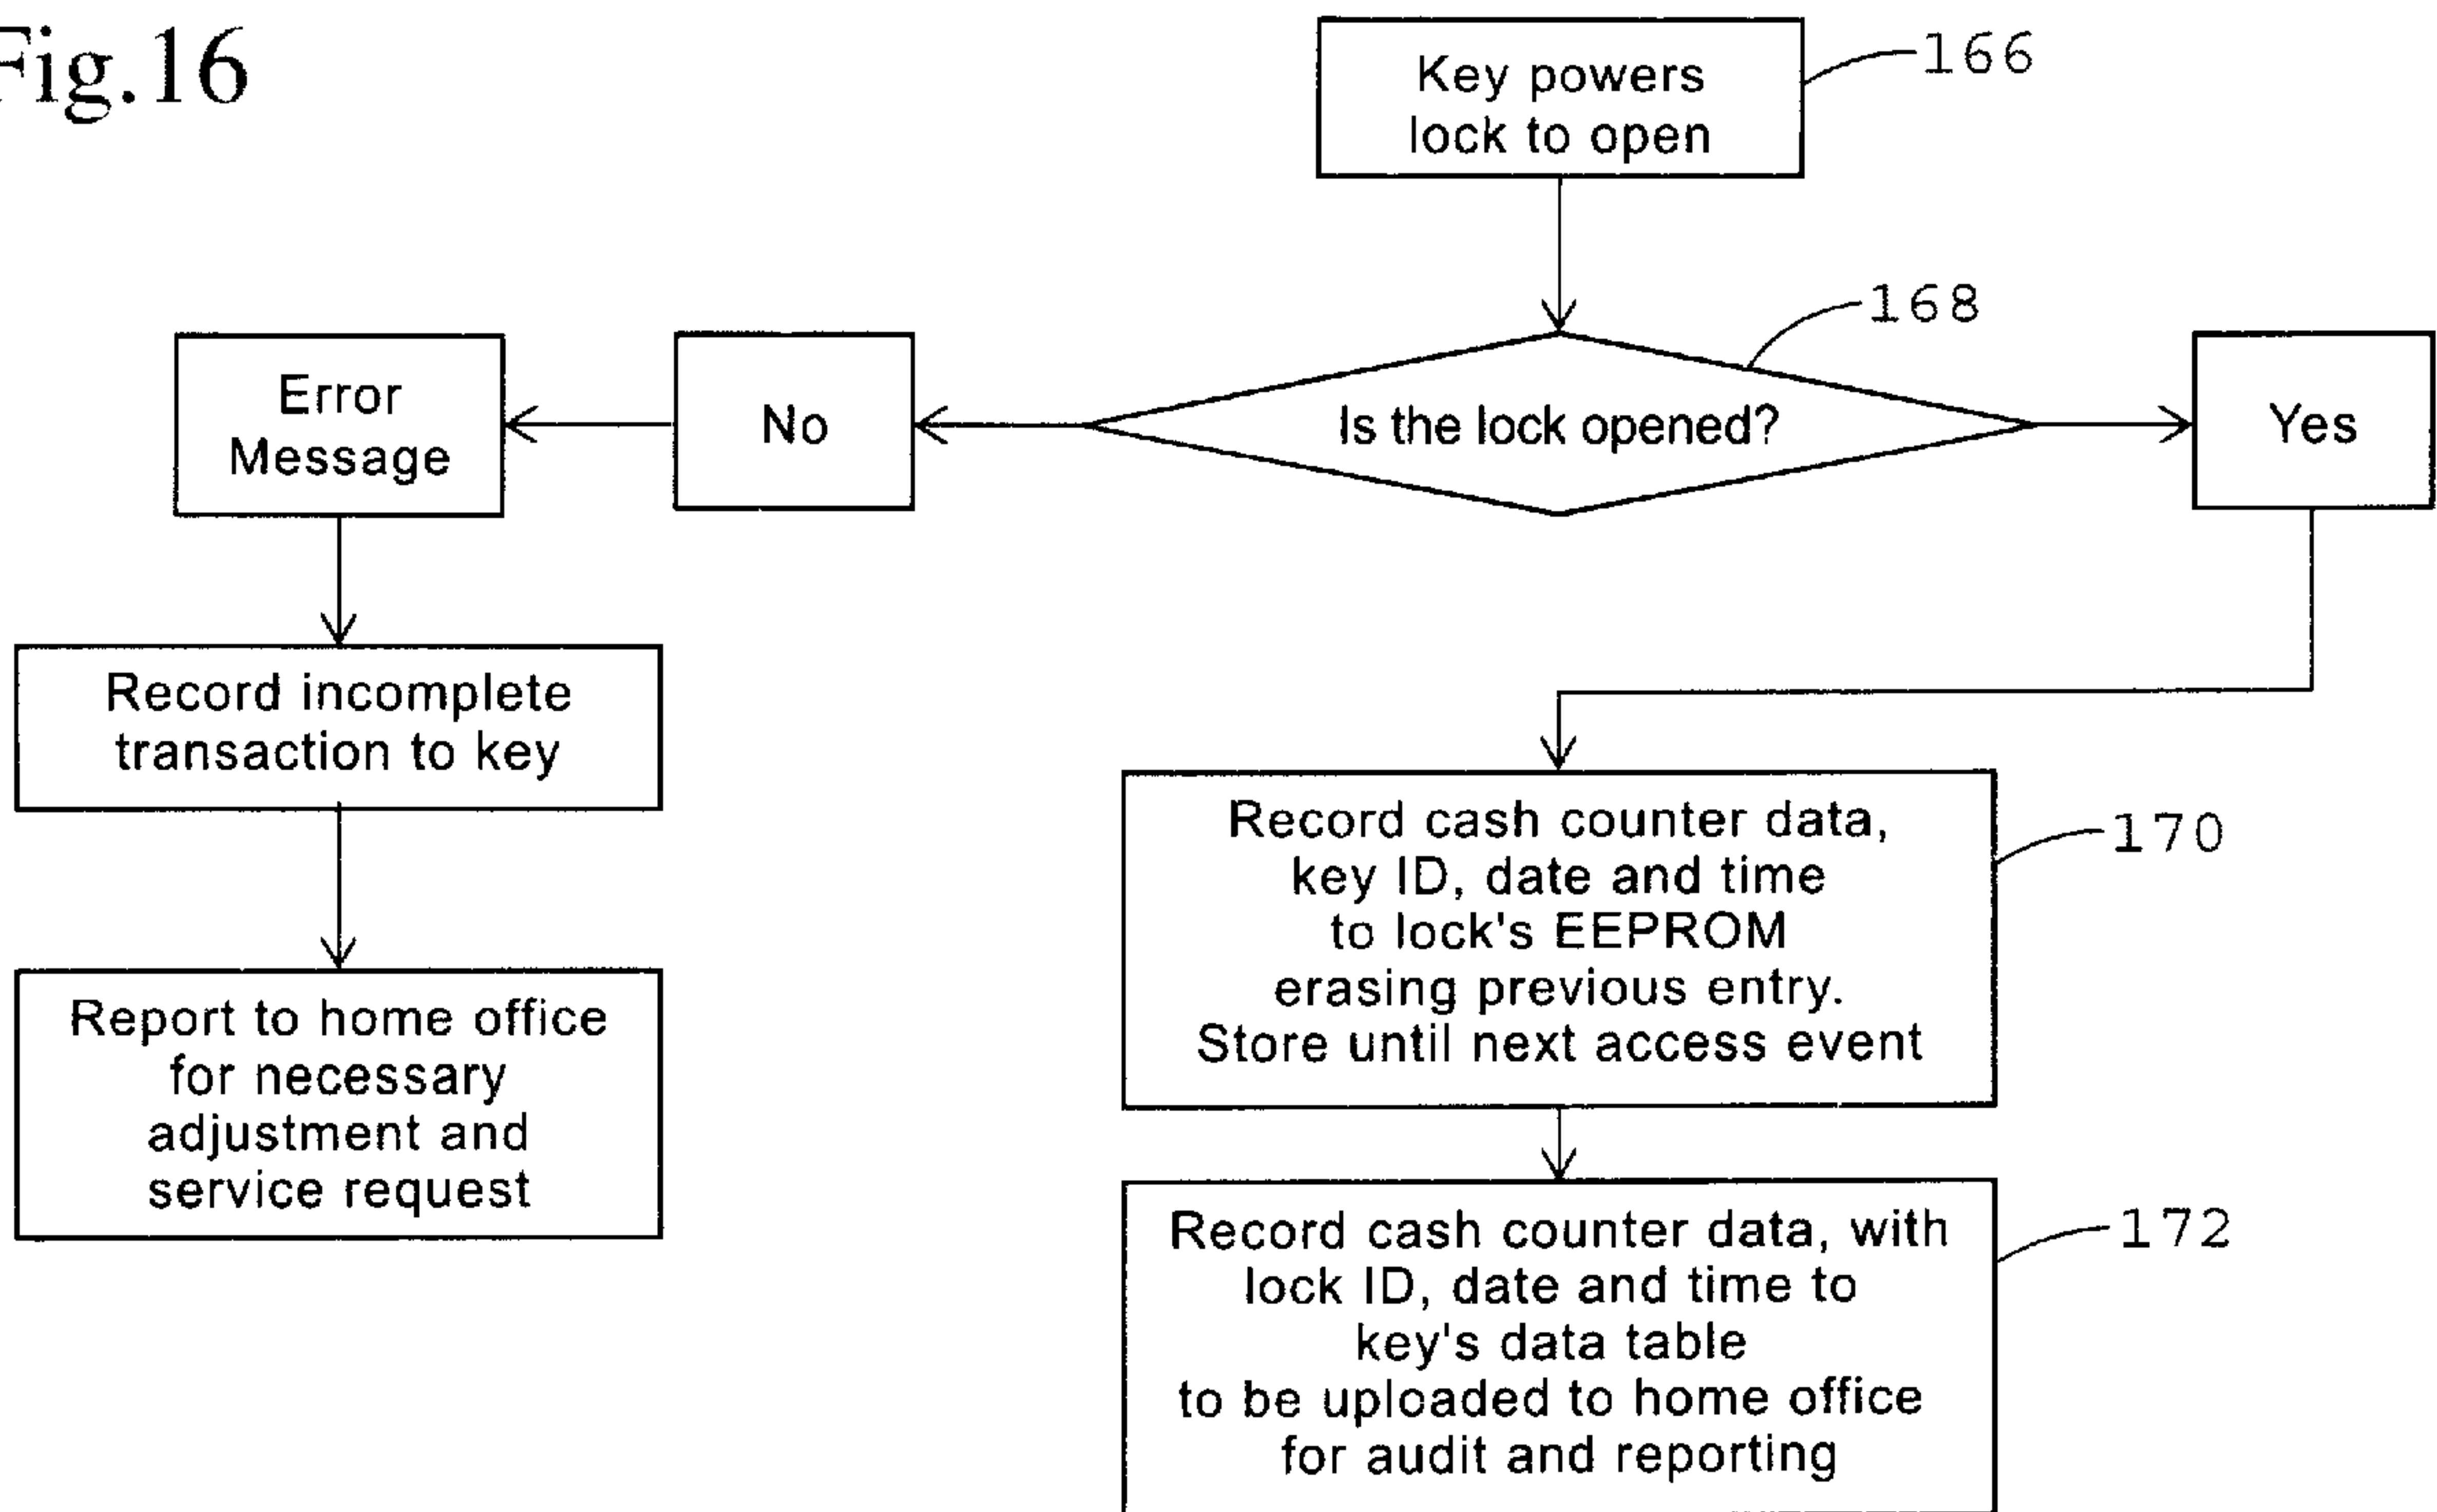 Fig.16
Key powers
lock to open
166
168
Is the lock opened?
Yes
No
Error
Message
Record incomplete
transaction to key
Report to home office
for necessary
adjustment and
service request
Record cash counter data,
key ID, date and time
to lock's EEPROM
erasing previous entry.
Store until next access event
170
Record cash counter data, with
lock ID, date and time to
key's data table
to be uploaded to home office
for audit and reporting
172